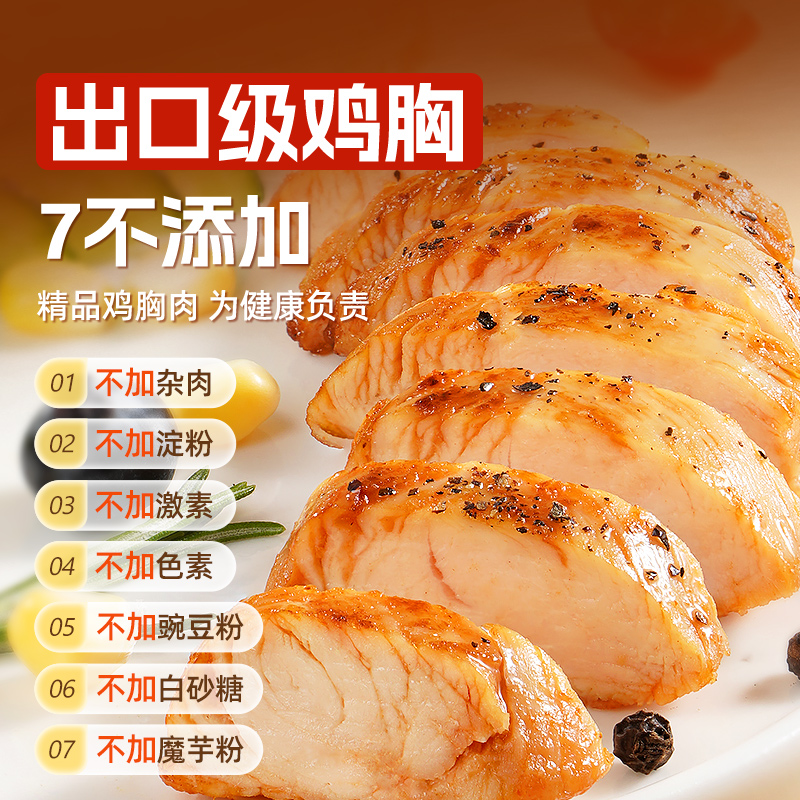 出口级鸡胸
7不添加
精品鸡胸肉 为健康负责
01 不加杂肉
02 不加淀粉
03 不加激素
04 不加色素
05 不加豌豆粉
06 不加白砂糖
07 不加魔芋粉